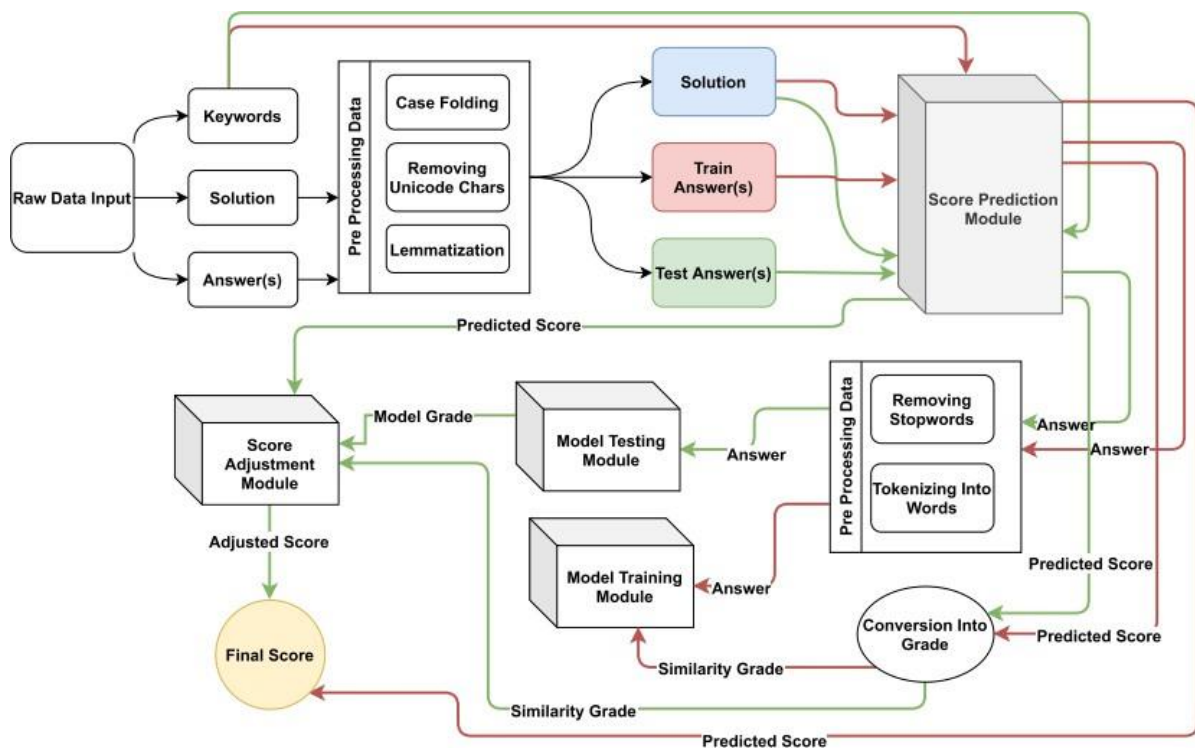 Keywords
Raw Data Input
Solution
Answer(s)
Pre Processing Data
Case Folding
Removing
Unicode Chars
Lemmatization
Solution
Train
Answer(s)
Test Answer(s)
Score Prediction
Module
Predicted Score
Score
Adjustment
Module
Model Grade
Model Testing
Module
Answer
Pre Processing Data
Removing
Stopwords
Tokenizing Into
Words
Answer
Answer
Adjusted Score
Model Training
Module
Answer
Predicted Score
Conversion Into
Grade
Predicted Score
Final Score
Similarity Grade
Similarity Grade
Predicted Score